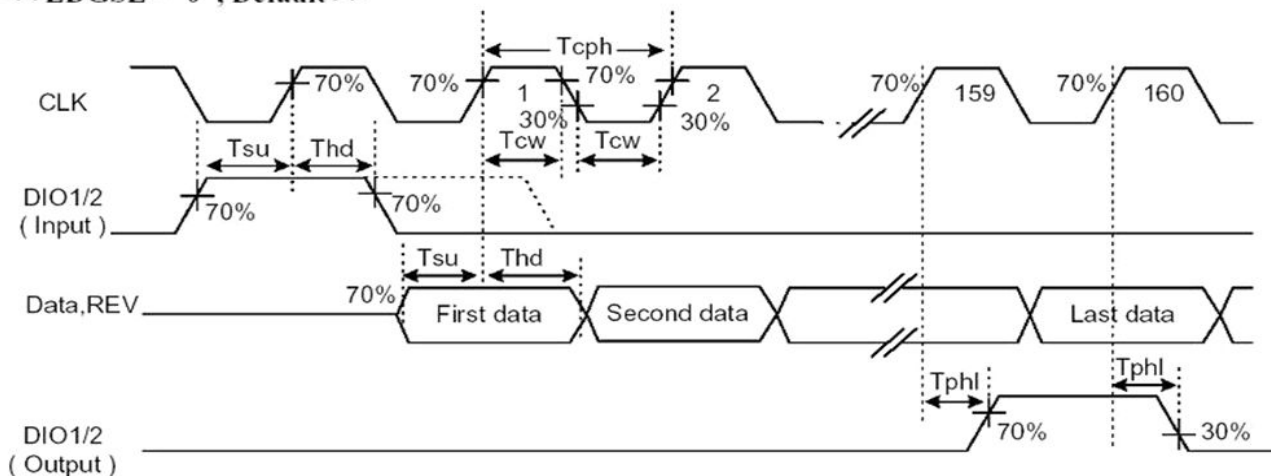 Tcph
70%
70%
70%
70%
70%
CLK
1
2
159
160
30%
30%
Tcw
Tcw
Tsu
Thd
DIO1/2
( Input )
70%
70%
Tsu
Thd
70%
Data,REV
First data
Second data
Last data
Tphl
Tphl
DIO1/2
( Output )
70%
30%